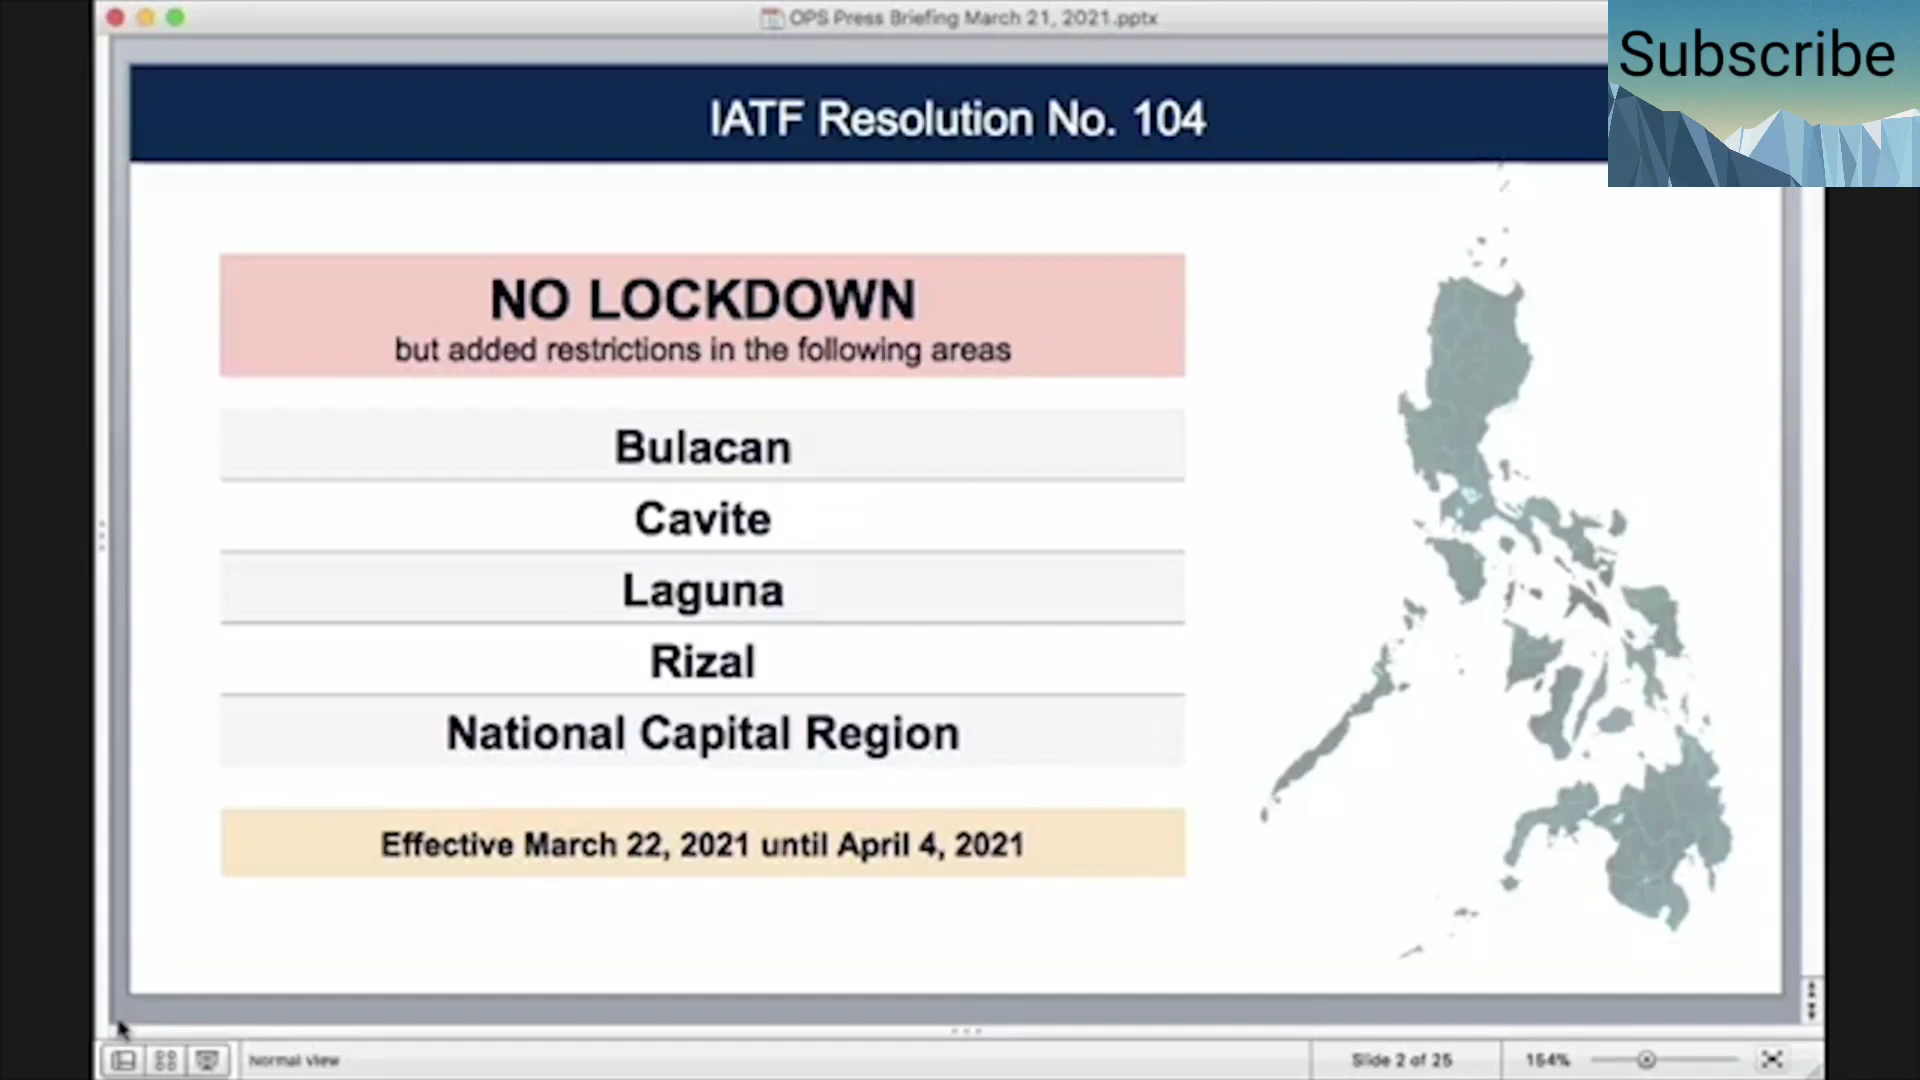 OPS Press Briefing March 21, 2021.pptx
Subscribe
IATF Resolution No. 104
NO LOCKDOWN
but added restrictions in the following areas
Bulacan
Cavite
Laguna
Rizal
National Capital Region
Effective March 22, 2021 until April 4, 2021
Normal View
Slide 2 of 25
154%